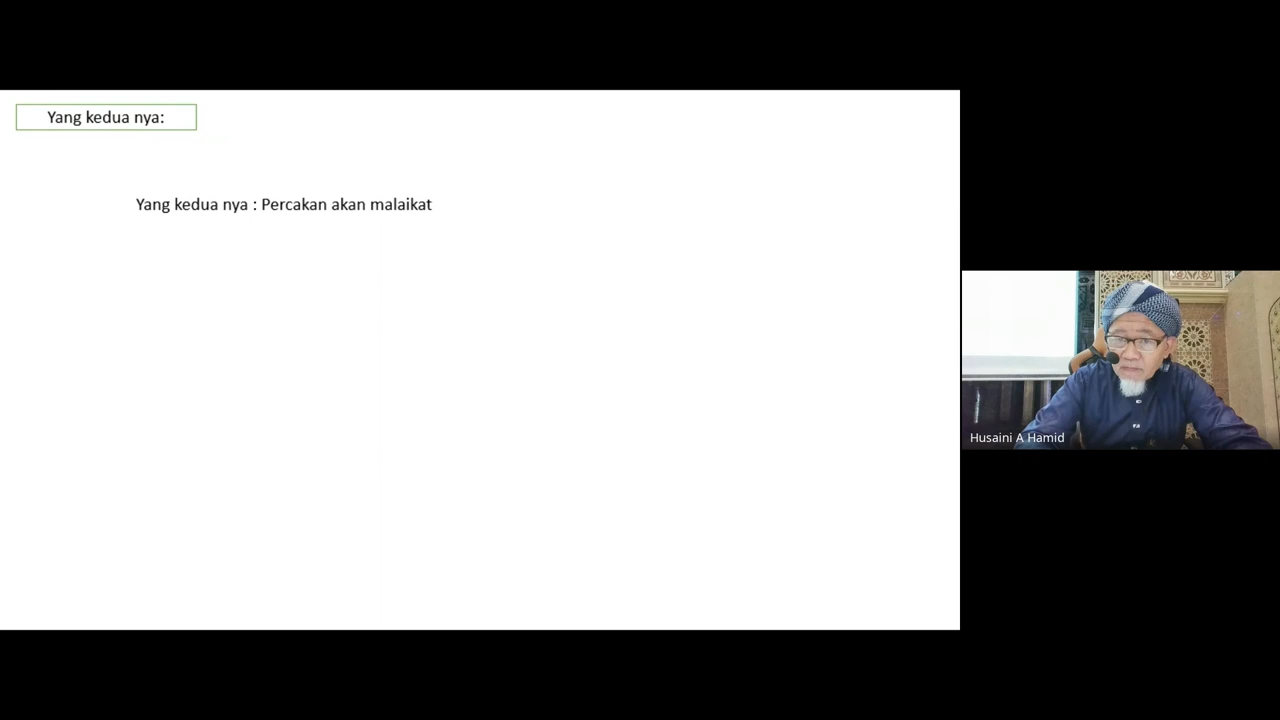 Yang kedua nya:
Yang kedua nya : Percakan akan malaikat
Husaini A Hamid